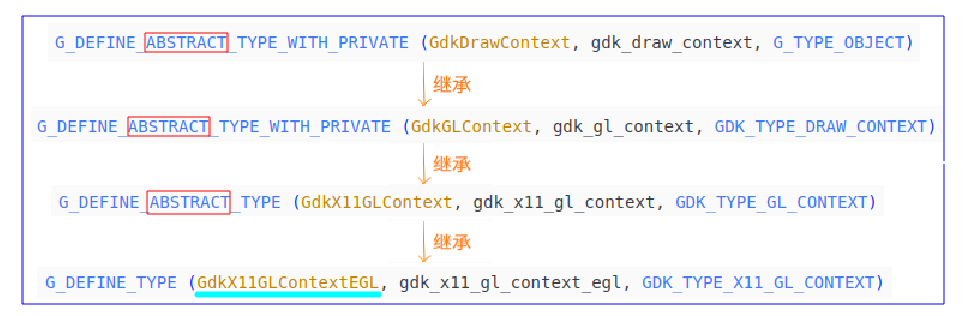 G_DEFINE_ABSTRACT_TYPE_WITH_PRIVATE (GdkDrawContext, gdk_draw_context, G_TYPE_OBJECT)
继承
G_DEFINE_ABSTRACT_TYPE_WITH_PRIVATE (GdkGLContext, gdk_gl_context, GDK_TYPE_DRAW_CONTEXT)
继承
G_DEFINE_ABSTRACT_TYPE (GdkX11GLContext, gdk_x11_gl_context, GDK_TYPE_GL_CONTEXT)
继承
G_DEFINE_TYPE (GdkX11GLContextEGL, gdk_x11_gl_context_egl, GDK_TYPE_X11_GL_CONTEXT)